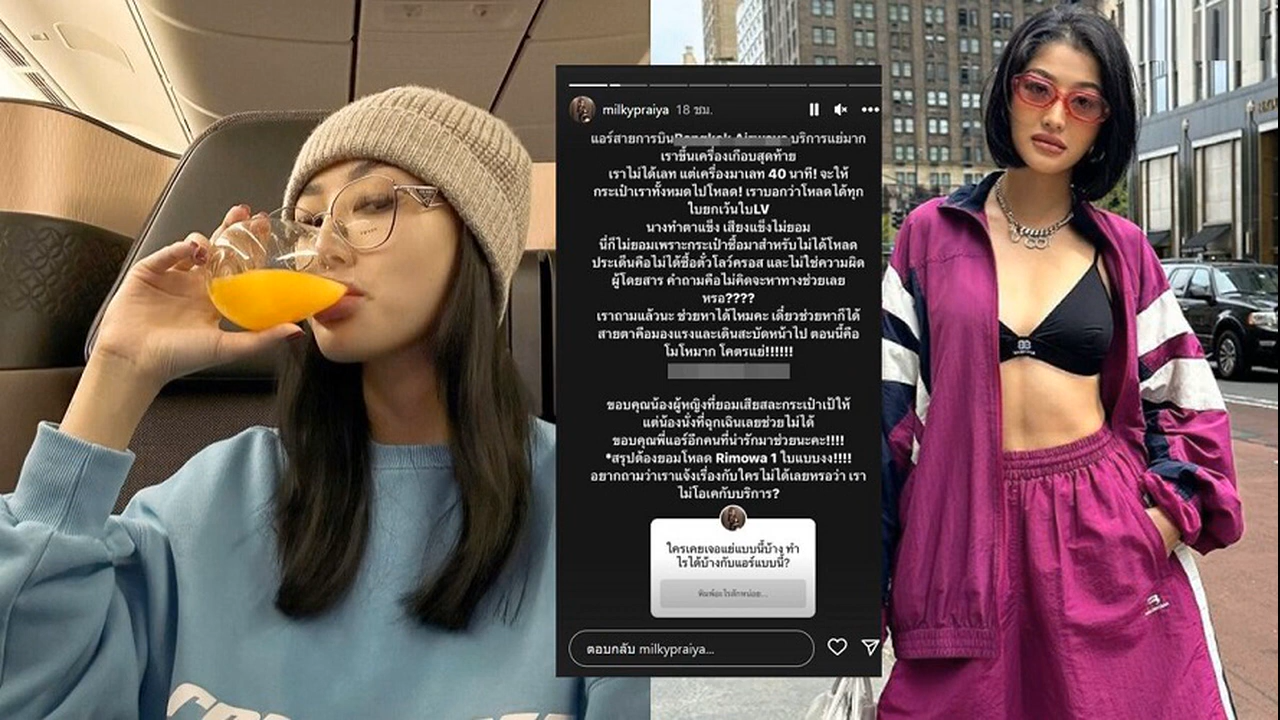 milkypraiya 18 ชม.
แอร์สายการบินBangkok Airwaysบริการแย่มาก
เราขึ้นเครื่องเกือบสุดท้าย
เราไม่ได้เลท แต่เครื่องมาเลท 40 นาที! จะให้
กระเป๋าเราทั้งหมดไปโหลด! เราบอกว่าโหลดได้ทุก
ใบยกเว้นใบLV
นางทำตาแข็ง เสียงแข็งไม่ยอม
นี่ก็ไม่ยอมเพราะกระเป๋าซื้อมาสำหรับไม่ได้โหลด
ประเด็นคือไม่ได้ซื้อตั๋วโลว์ครอส และไม่ใช่ความผิด
ผู้โดยสาร คำถามคือไม่คิดจะหาทางช่วยเลย
หรอ????
เราถามแล้วนะ ช่วยหาได้ไหมคะ เดี๋ยวช่วยหาก็ได้
สายตาคือมองแรงและเดินสะบัดหน้าไป ตอนนี้คือ
โมโหมาก โคตรแย่!!!!!!
ขอบคุณน้องผู้หญิงที่ยอมเสียสละกระเป๋าเป้ให้
แต่น้องนั่งที่ฉุกเฉินเลยช่วยไม่ได้
ขอบคุณพี่แอร์อีกคนที่น่ารักมาช่วยนะคะ!!!!
*สรุปต้องยอมโหลด Rimowa 1 ใบแบบงง!!!!
อยากถามว่าเราแจ้งเรื่องกับใครไม่ได้เลยหรอว่า เรา
ไม่โอเคกับบริการ?
ใครเคยเจอแย่แบบนี้บ้าง ทำ
ไรได้บ้างกับแอร์แบบนี้?
พิมพ์อะไรสักหน่อย...
ตอบกลับ milkypraiya...